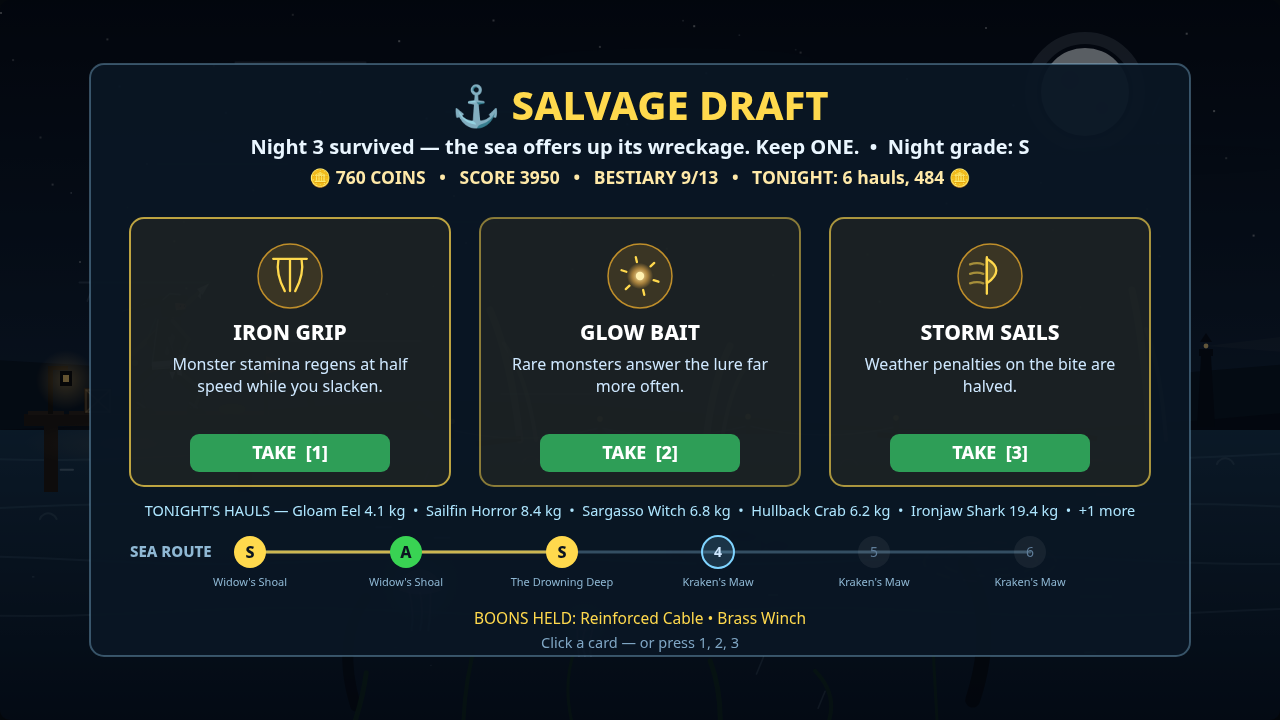 ⚓ SALVAGE DRAFT
Night 3 survived — the sea offers up its wreckage. Keep ONE. • Night grade: S
🪙 760 COINS • SCORE 3950 • BESTIARY 9/13 • TONIGHT: 6 hauls, 484 🪙
IRON GRIP
Monster stamina regens at half
speed while you slacken.
TAKE [1]
GLOW BAIT
Rare monsters answer the lure far
more often.
TAKE [2]
STORM SAILS
Weather penalties on the bite are
halved.
TAKE [3]
TONIGHT'S HAULS — Gloam Eel 4.1 kg • Sailfin Horror 8.4 kg • Sargasso Witch 6.8 kg • Hullback Crab 6.2 kg • Ironjaw Shark 19.4 kg • +1 more
SEA ROUTE S A S 4 5 6
Widow's Shoal Widow's Shoal The Drowning Deep Kraken's Maw Kraken's Maw Kraken's Maw
BOONS HELD: Reinforced Cable • Brass Winch
Click a card — or press 1, 2, 3